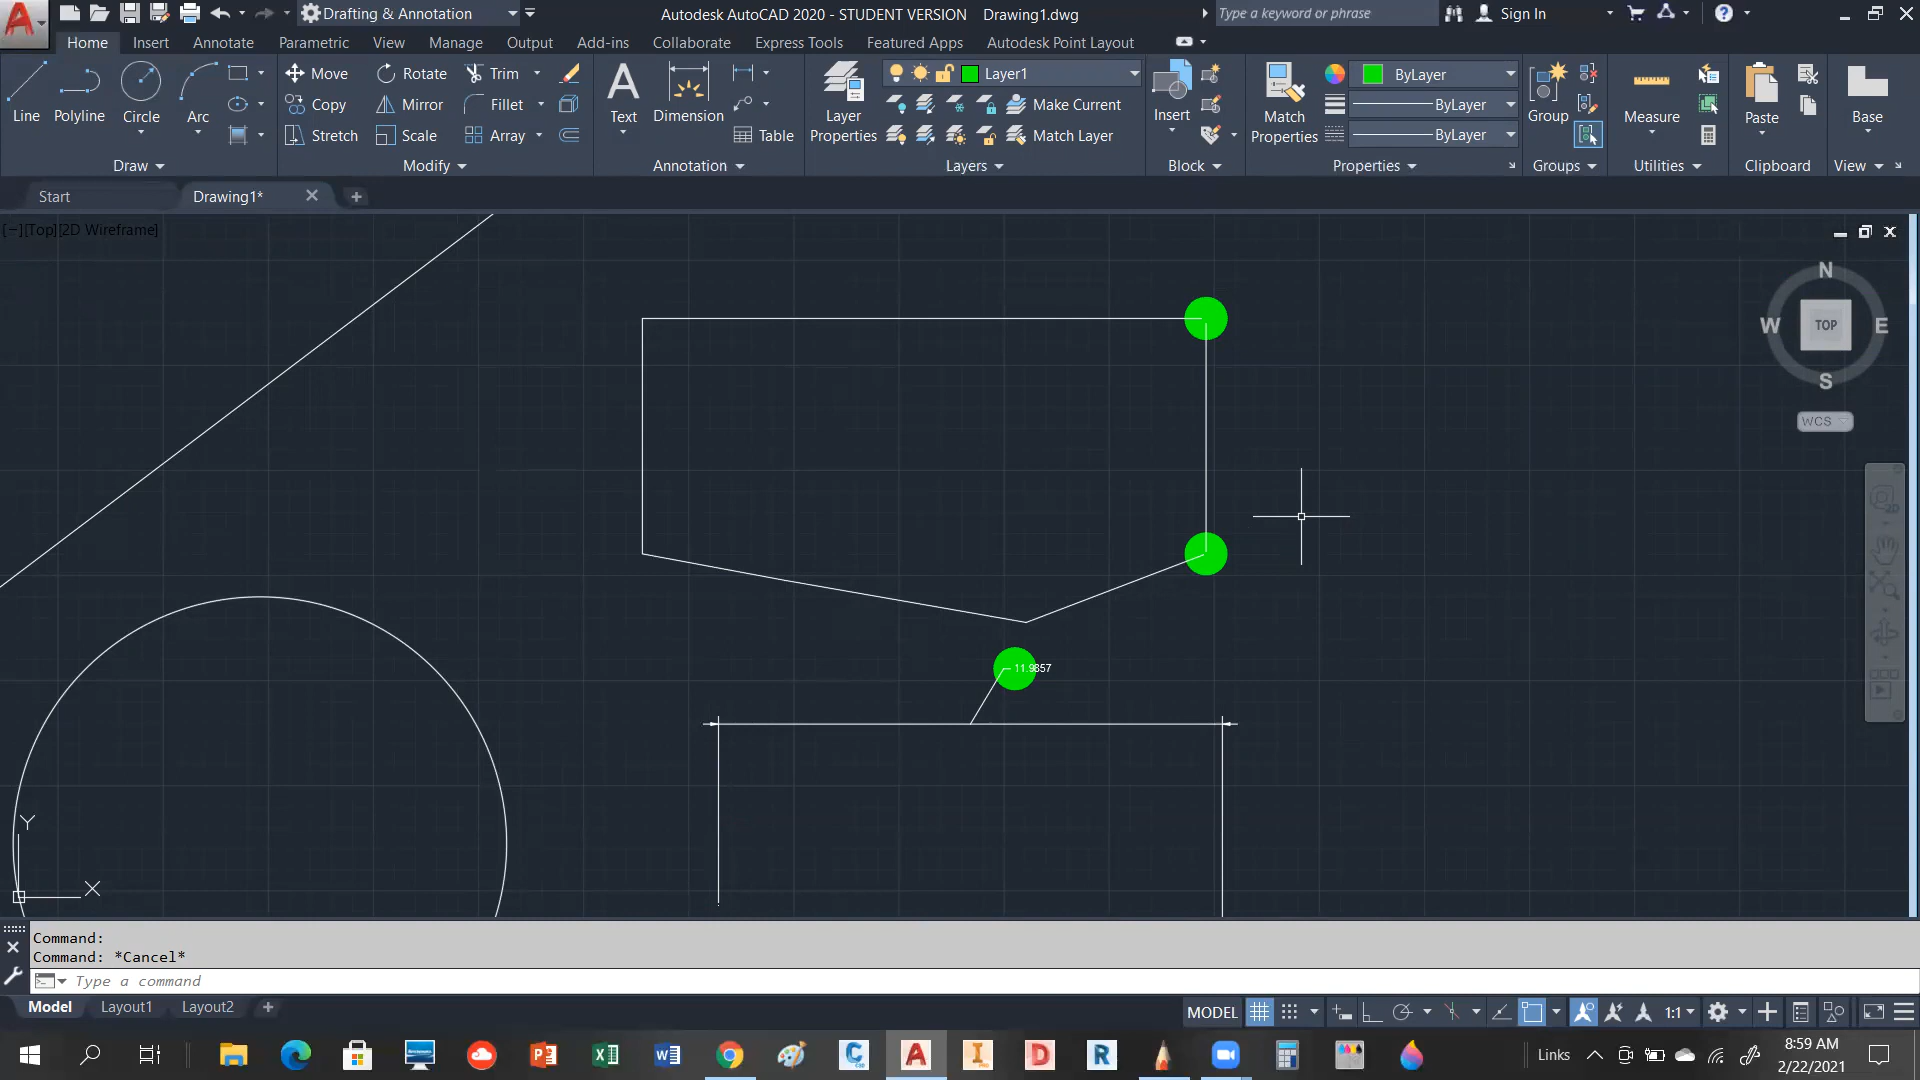 Drafting & Annotation
Autodesk AutoCAD 2020 - STUDENT VERSION Drawing1.dwg
Type a keyword or phrase
Sign In
Home Insert Annotate Parametric View Manage Output Add-ins Collaborate Express Tools Featured Apps Autodesk Point Layout
Move Rotate Trim Layer1 ByLayer
Copy Mirror Fillet Make Current ByLayer
Line Polyline Circle Arc Text Dimension Layer Properties Insert Match Properties Group Measure Paste Base
Stretch Scale Array Table Match Layer ByLayer
Draw Modify Annotation Layers Block Properties Groups Utilities Clipboard View
Start Drawing1*
[−][Top][2D Wireframe]
N
W TOP E
S
WCS
11.9857
Y
X
Command:
Command: *Cancel*
Type a command
Model Layout1 Layout2 MODEL 1:1
Links
8:59 AM
2/22/2021